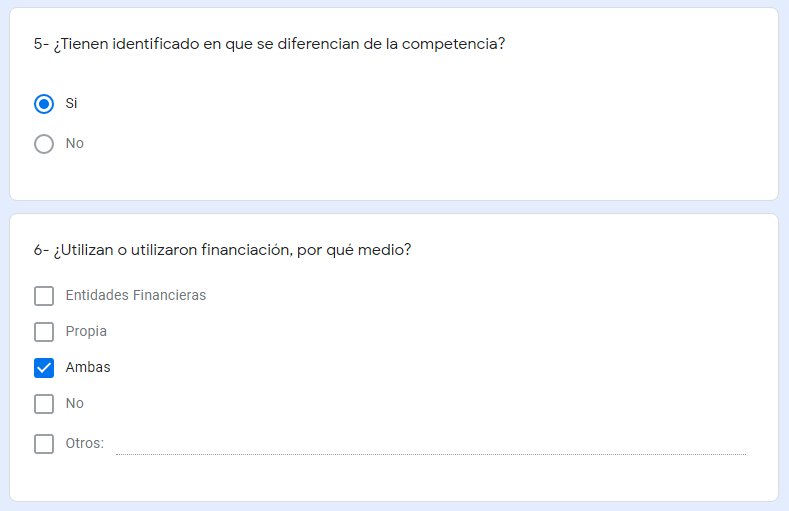 5- ¿Tienen identificado en que se diferencian de la competencia?
Si
No
6- ¿Utilizan o utilizaron financiación, por qué medio?
Entidades Financieras
Propia
Ambas
No
Otros: